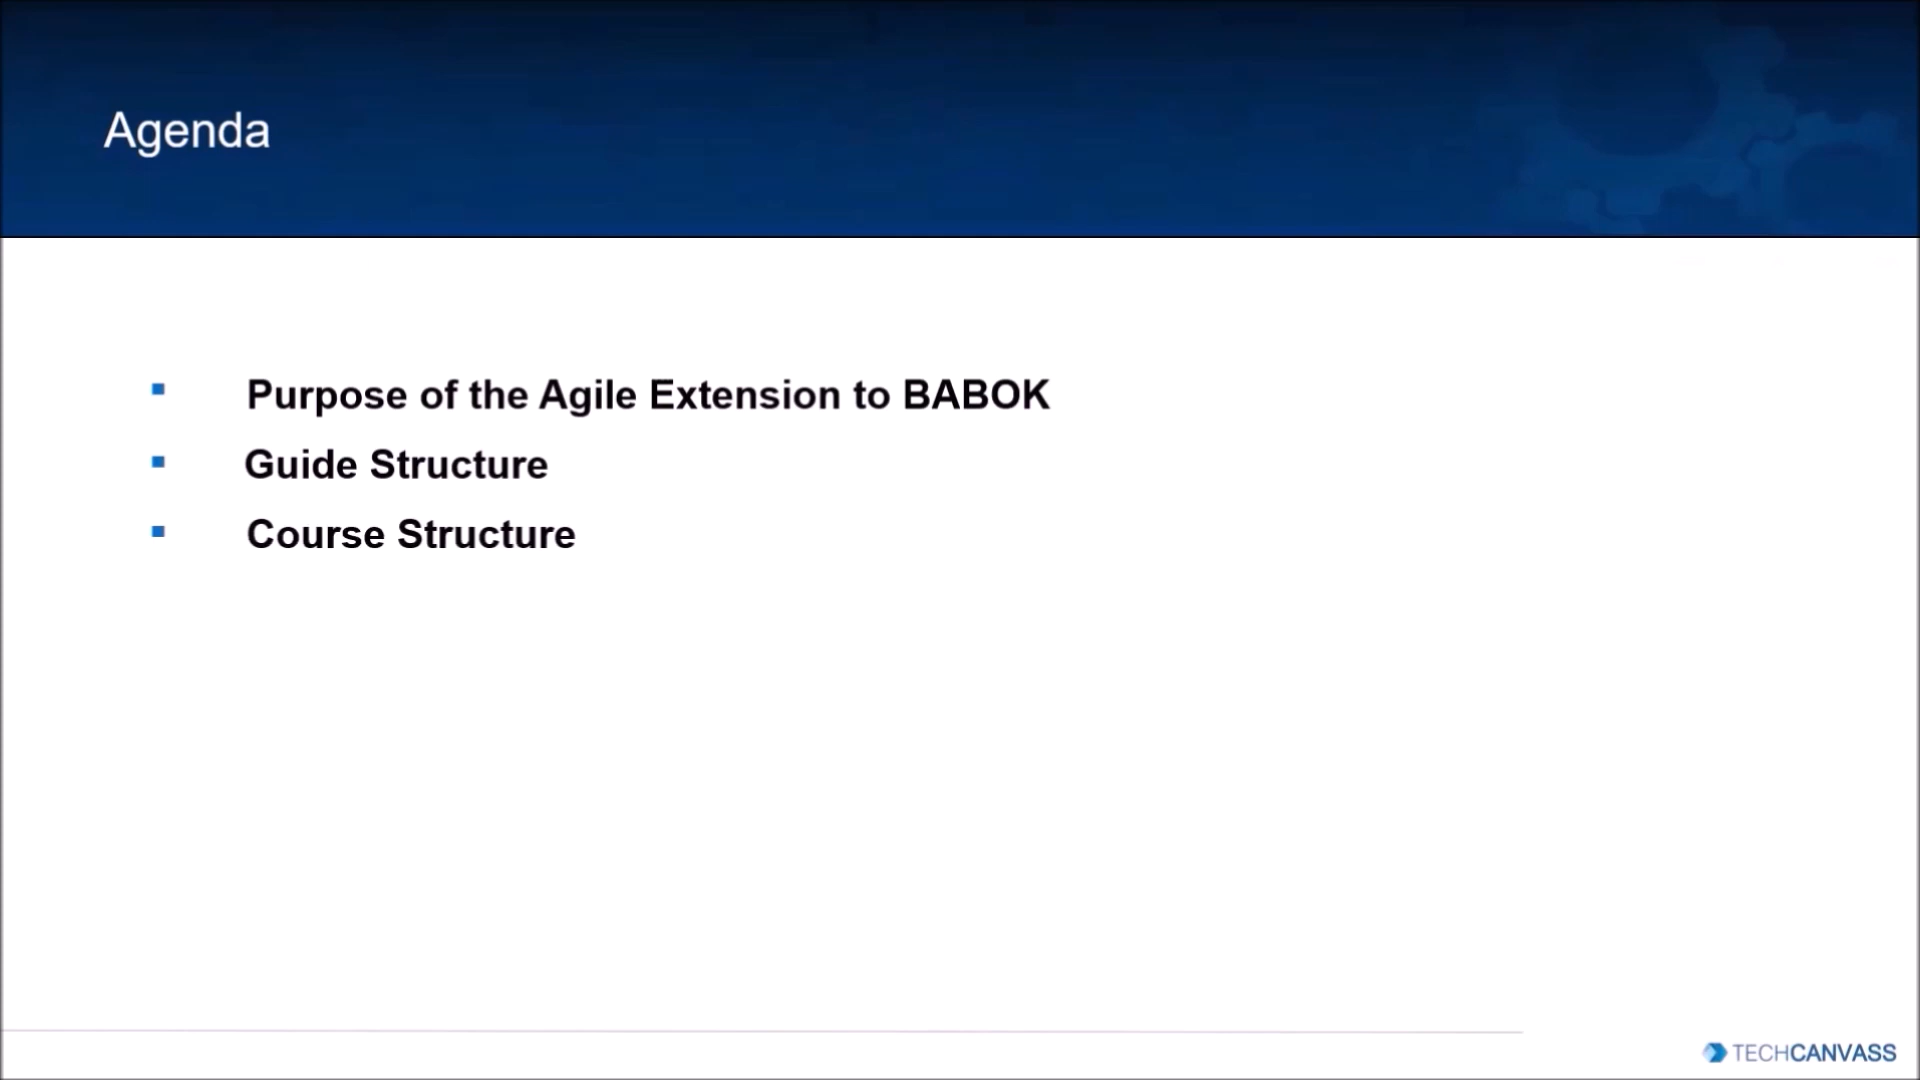 Agenda
Purpose of the Agile Extension to BABOK
Guide Structure
Course Structure
TECHCANVASS